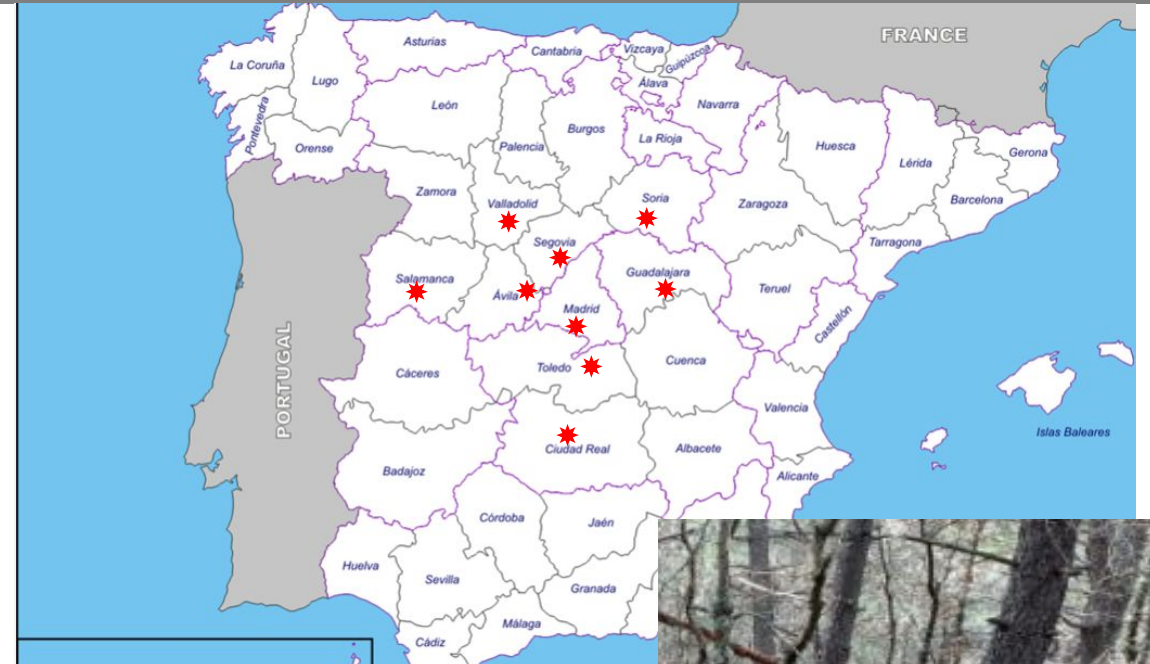 FRANCE
Asturias
Cantabria
Vizcaya
Guipúzcoa
La Coruña
Lugo
Álava
Navarra
León
Pontevedra
Orense
Palencia
Burgos
La Rioja
Huesca
Lérida
Gerona
Zamora
Valladolid
Soria
Zaragoza
Barcelona
Segovia
Tarragona
Salamanca
Ávila
Guadalajara
Teruel
Madrid
Castellón
PORTUGAL
Cáceres
Toledo
Cuenca
Valencia
Islas Baleares
Badajoz
Ciudad Real
Albacete
Alicante
Córdoba
Jaén
Huelva
Sevilla
Granada
Málaga
Cádiz